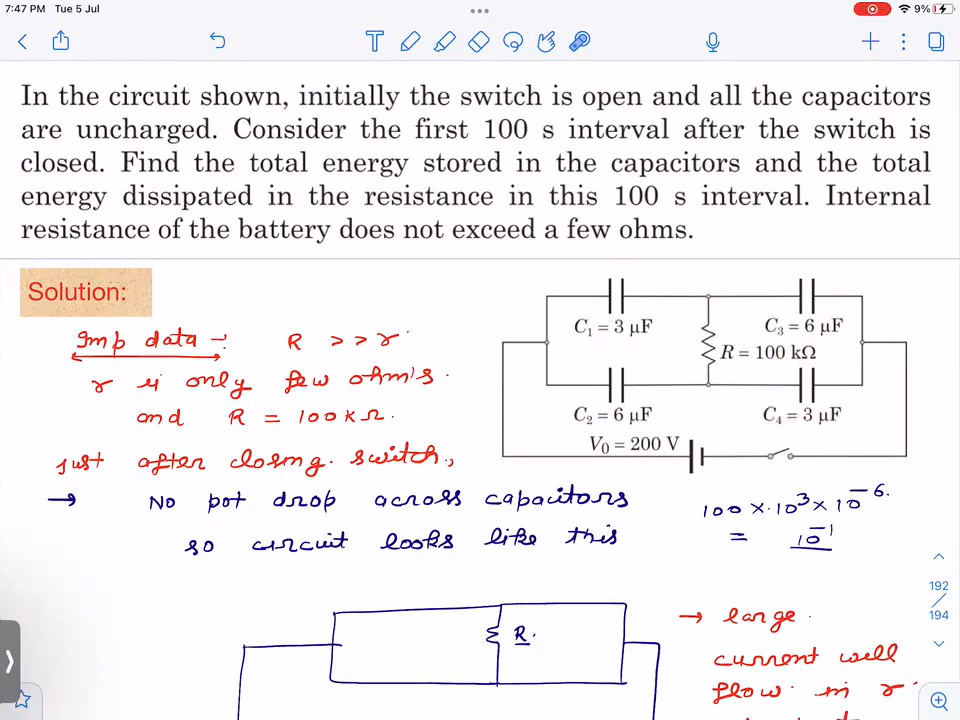 7:47 PM Tue 5 Jul
9%
In the circuit shown, initially the switch is open and all the capacitors
are uncharged. Consider the first 100 s interval after the switch is
closed. Find the total energy stored in the capacitors and the total
energy dissipated in the resistance in this 100 s interval. Internal
resistance of the battery does not exceed a few ohms.
Solution:
Imp data →: R >> r
r is only few ohm's.
and R = 100 k Ω.
just after closing. switch,
→ No pot drop across capacitors
so circuit looks like this
C₁ = 3 µF
C₃ = 6 µF
R = 100 kΩ
C₂ = 6 µF
C₄ = 3 µF
V₀ = 200 V
100 × 10³ × 10⁻⁶.
= 10⁻¹
192
194
R.
→ large
current will
flow in r